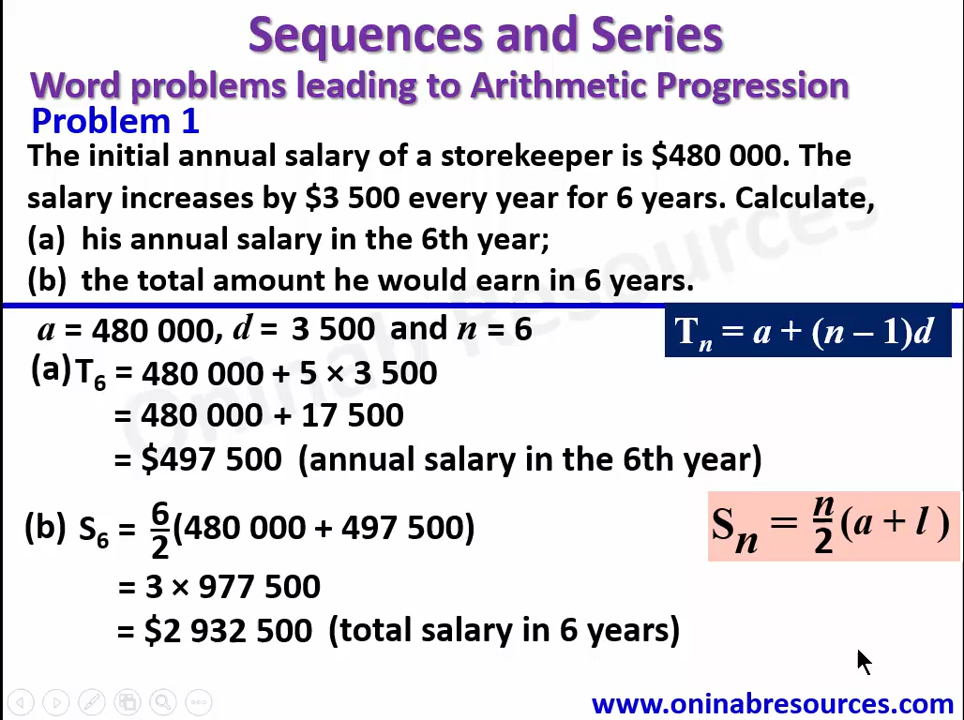 Sequences and Series
Word problems leading to Arithmetic Progression
Problem 1
The initial annual salary of a storekeeper is $480 000. The
salary increases by $3 500 every year for 6 years. Calculate,
(a) his annual salary in the 6th year;
(b) the total amount he would earn in 6 years.
a = 480 000, d = 3 500 and n = 6
Tn = a + (n – 1)d
(a) T6 = 480 000 + 5 × 3 500
= 480 000 + 17 500
= $497 500 (annual salary in the 6th year)
(b) S6 = 6/2(480 000 + 497 500)
Sn = n/2(a + l )
= 3 × 977 500
= $2 932 500 (total salary in 6 years)
www.oninabresources.com
Oninab Resources